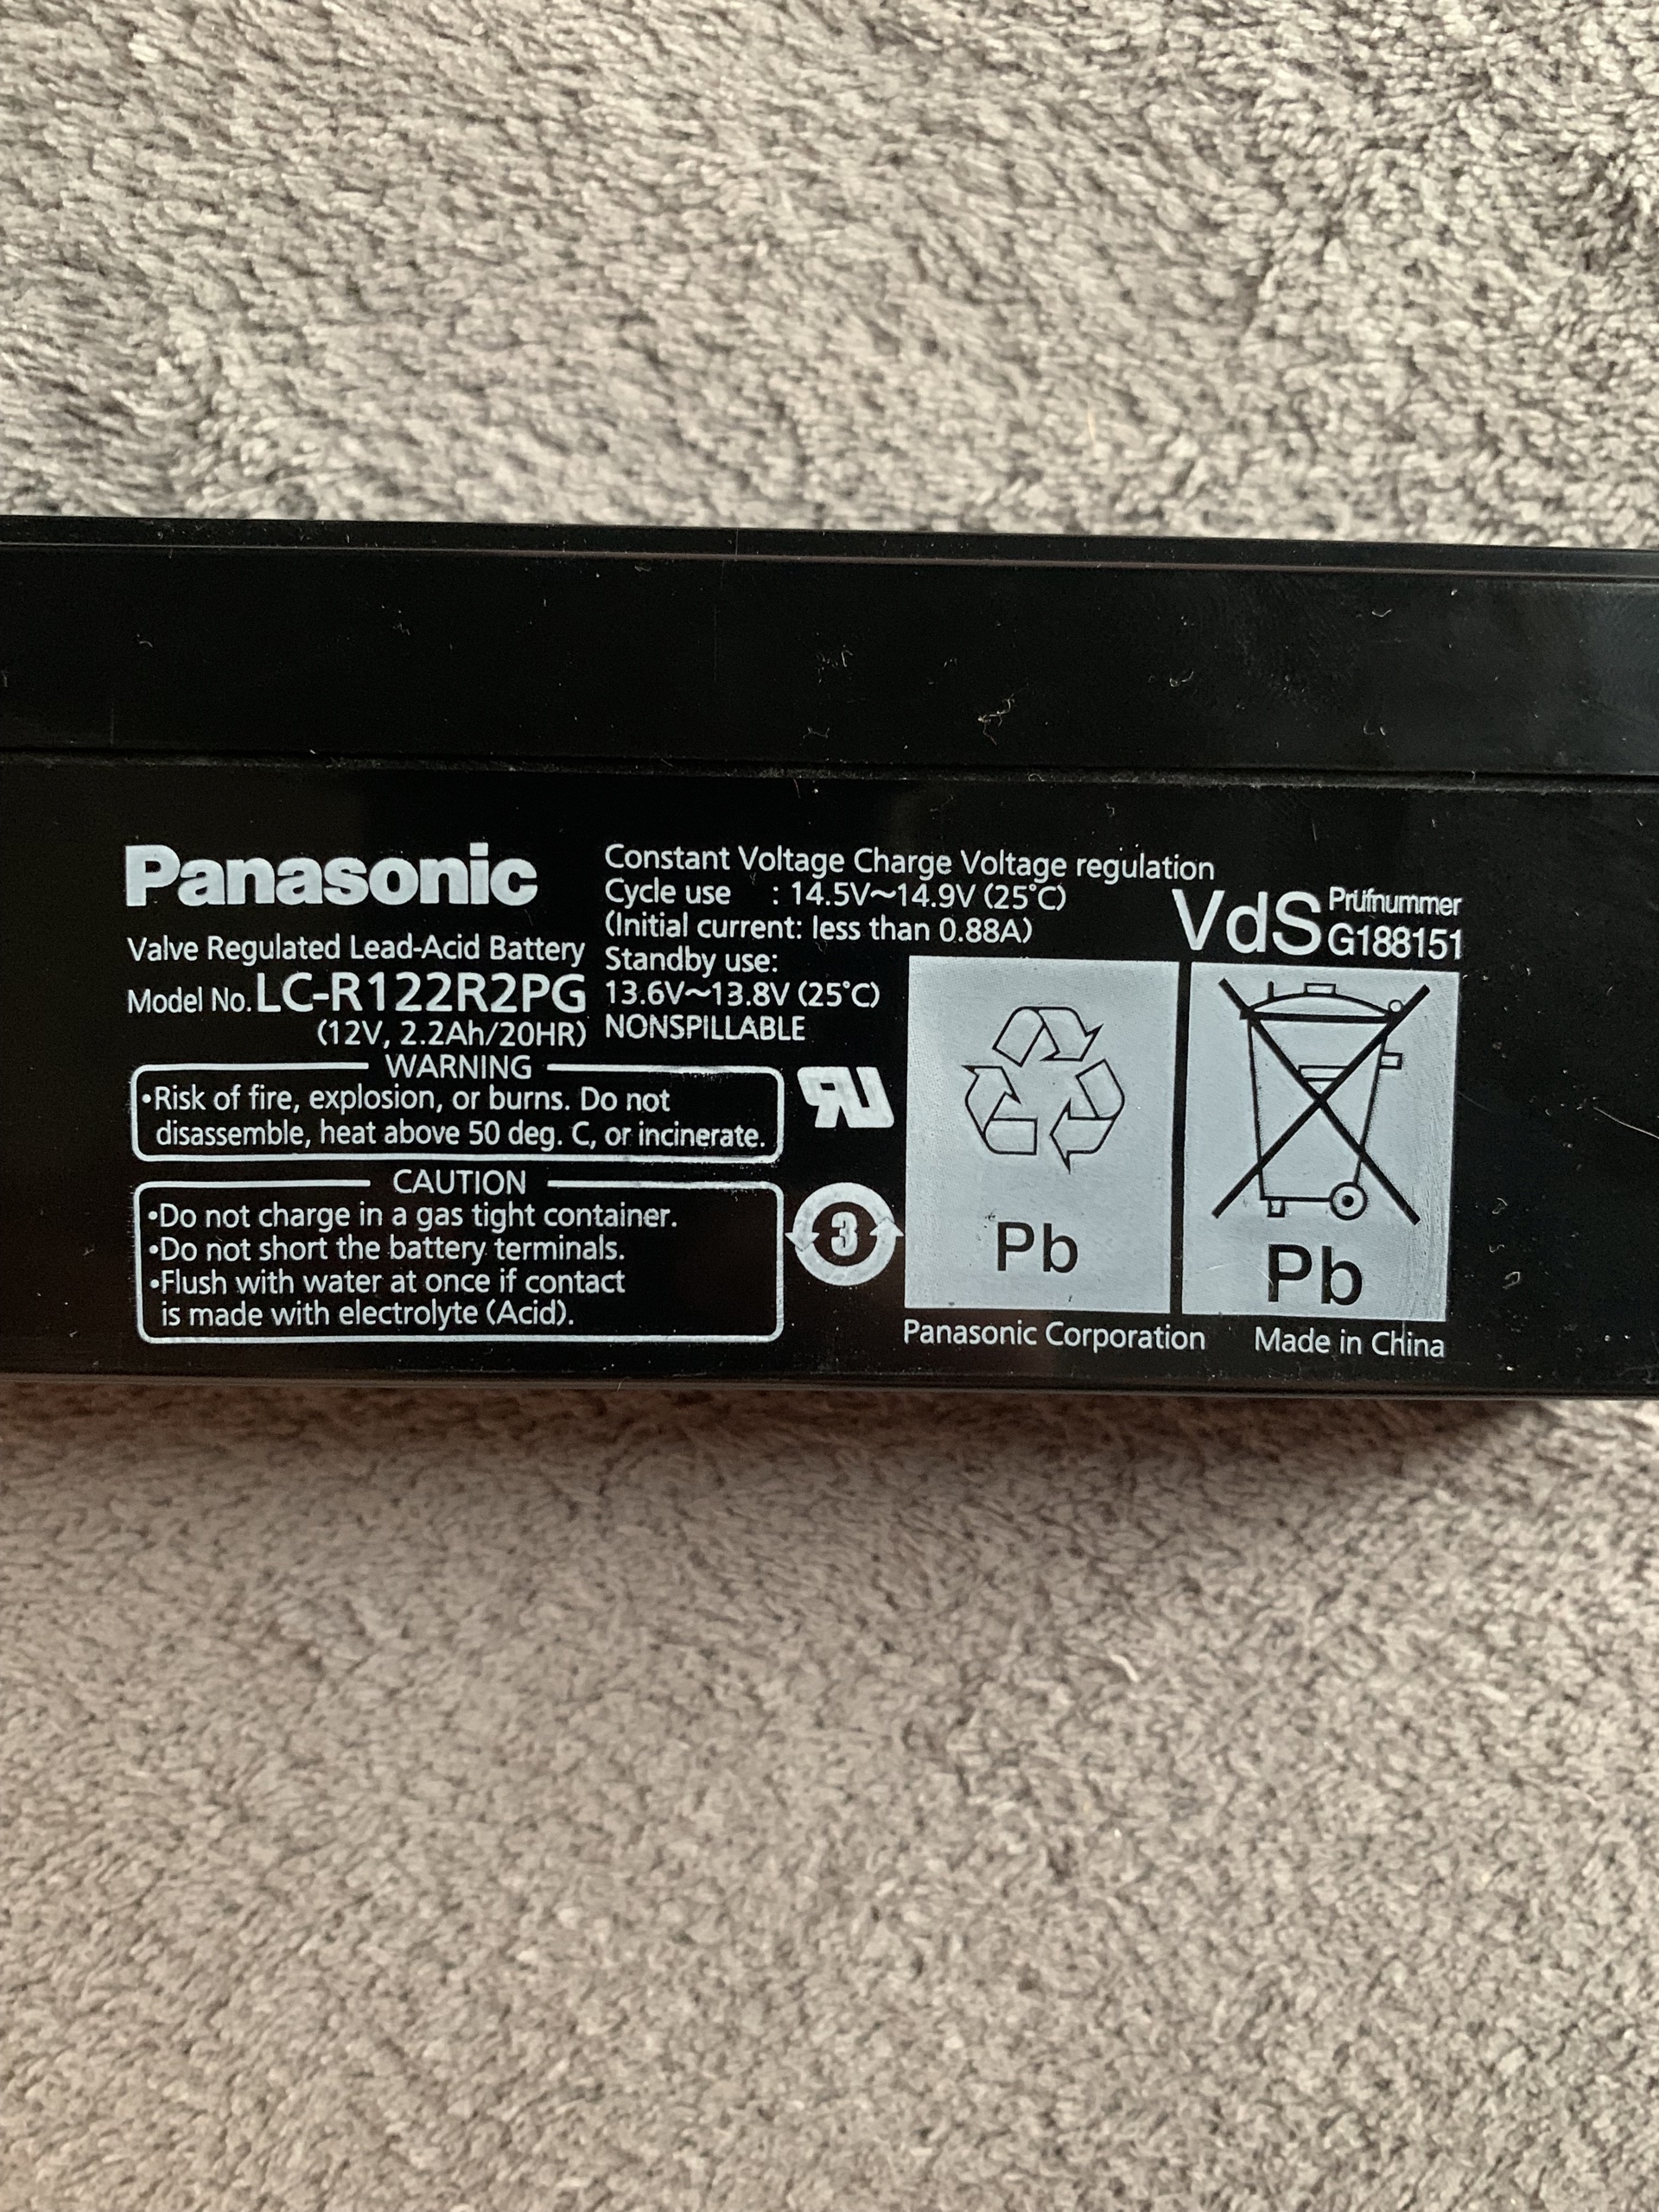 Panasonic
Valve Regulated Lead-Acid Battery
Model No. LC-R122R2PG
(12V, 2.2Ah/20HR)
Constant Voltage Charge Voltage regulation
Cycle use : 14.5V~14.9V (25°C)
(Initial current: less than 0.88A)
Standby use:
13.6V~13.8V (25°C)
NONSPILLABLE
VdS Prüfnummer
G188151
WARNING
•Risk of fire, explosion, or burns. Do not
disassemble, heat above 50 deg. C, or incinerate.
CAUTION
•Do not charge in a gas tight container.
•Do not short the battery terminals.
•Flush with water at once if contact
is made with electrolyte (Acid).
3
Pb
Pb
Panasonic Corporation
Made in China